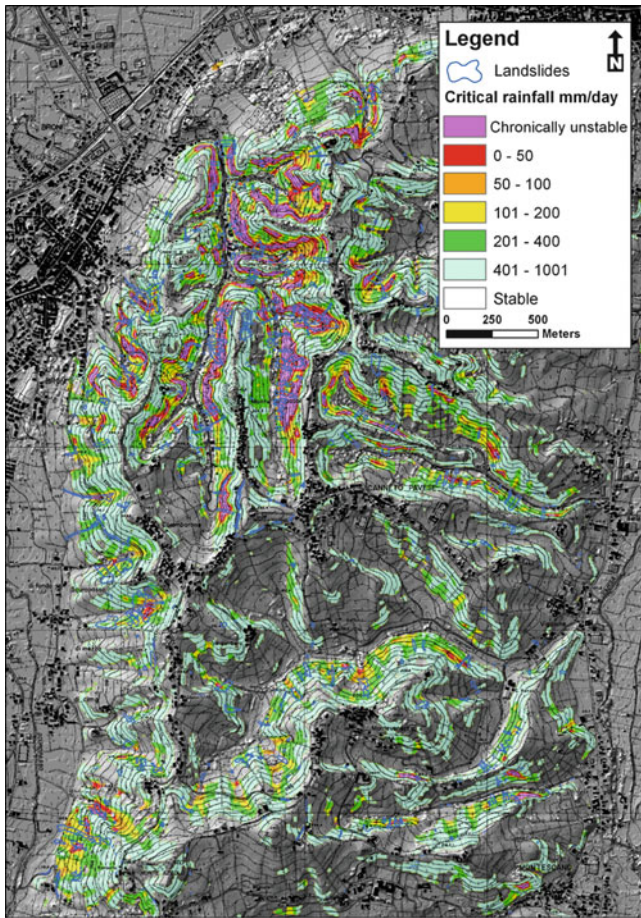 Legend
N
Landslides
Critical rainfall mm/day
Chronically unstable
0 - 50
50 - 100
101 - 200
201 - 400
401 - 1001
Stable
0 250 500
Meters